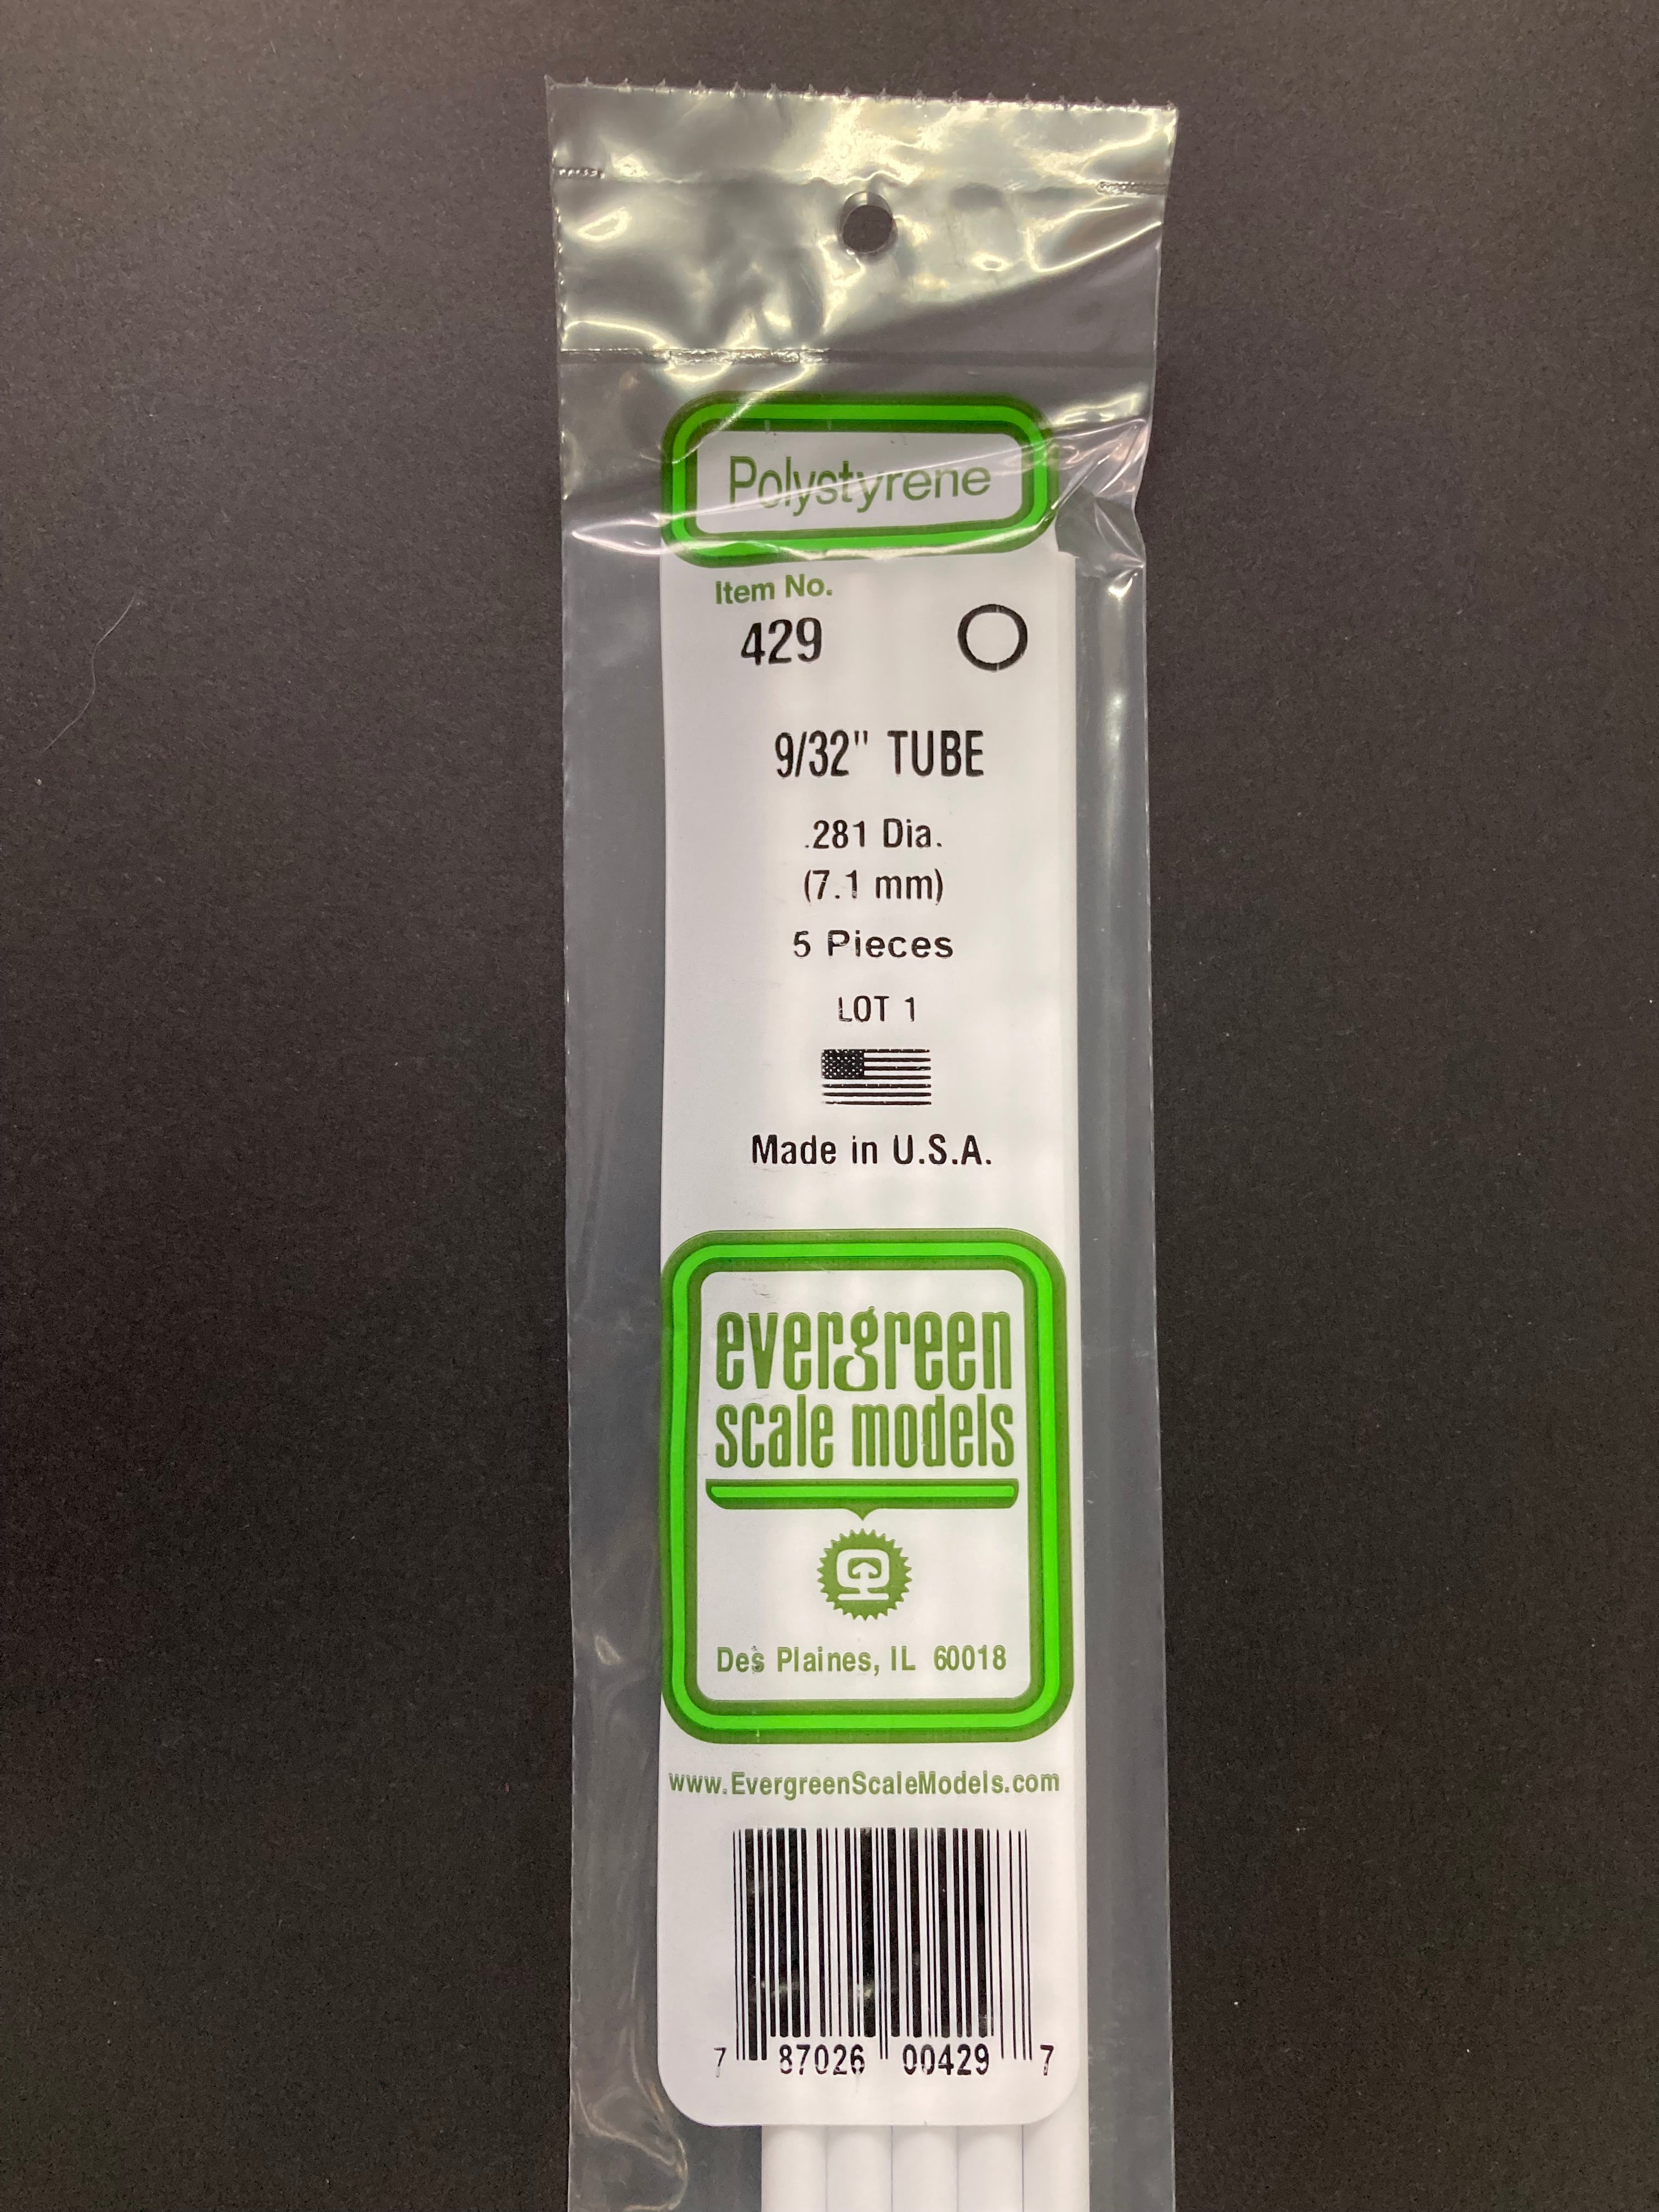 Polystyrene
Item No.
429
9/32" TUBE
.281 Dia.
(7.1 mm)
5 Pieces
LOT 1
Made in U.S.A.
evergreen
scale models
Des Plaines, IL 60018
www.EvergreenScaleModels.com
7 87026 00429 7